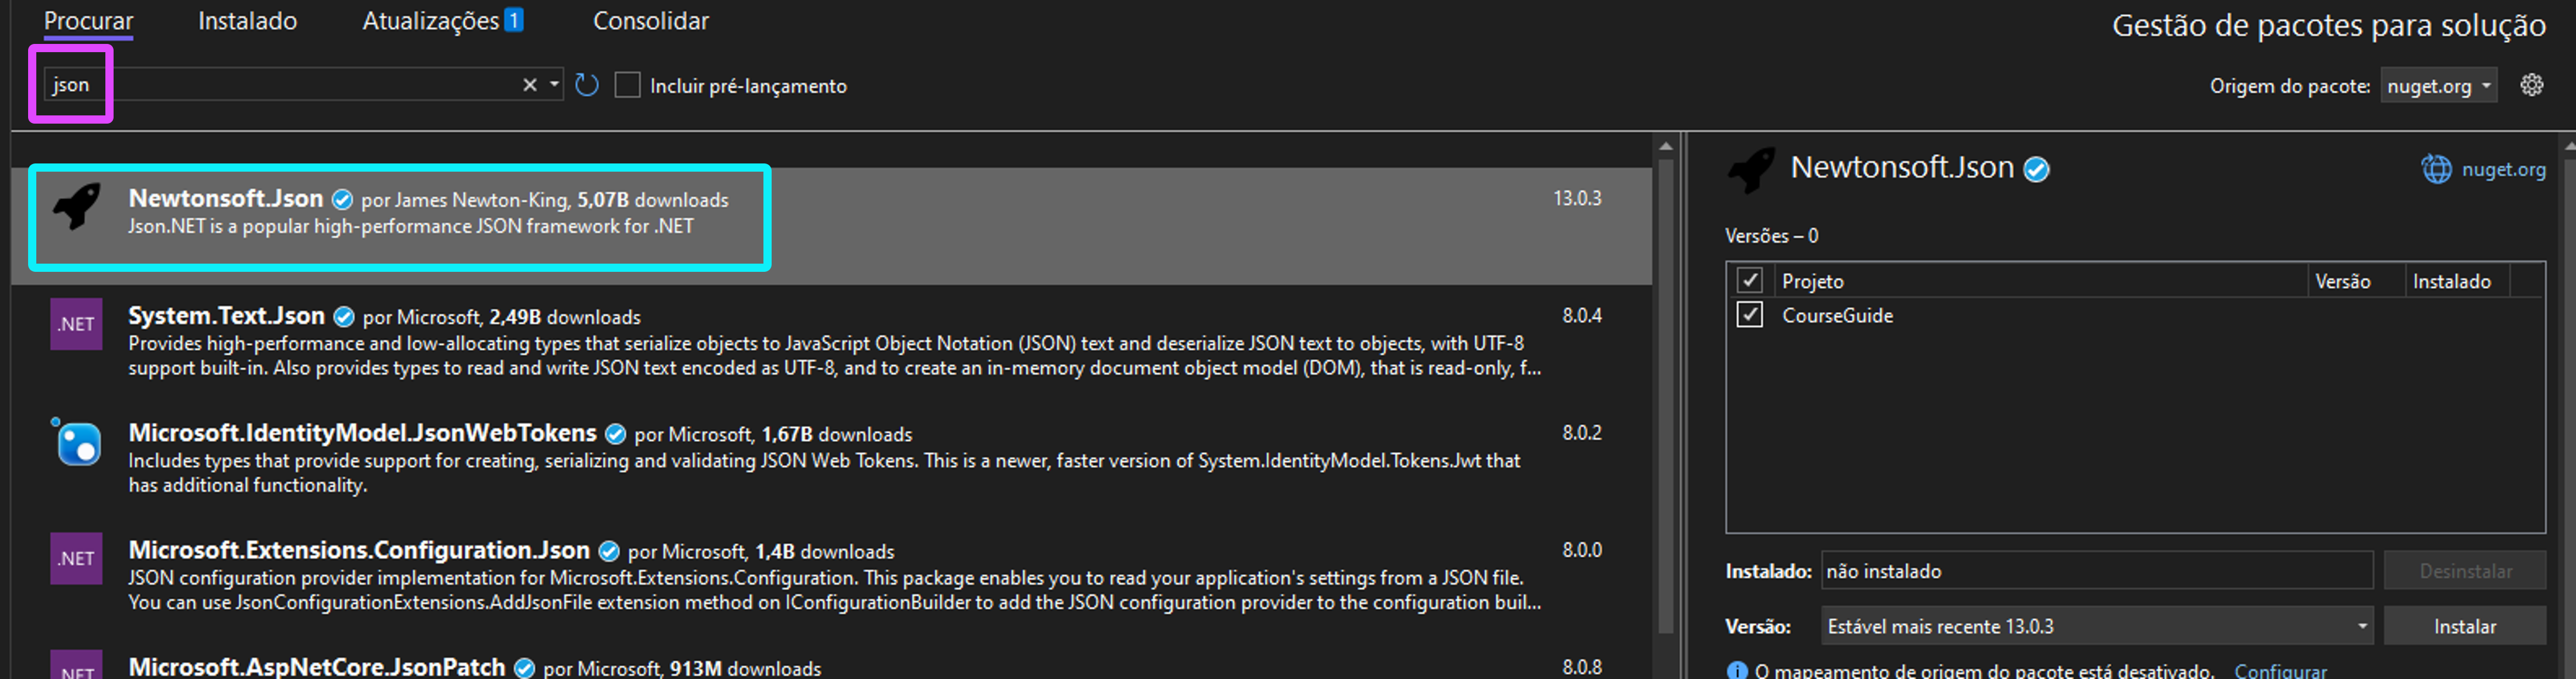 Procurar Instalado Atualizações 1 Consolidar
Gestão de pacotes para solução
json Incluir pré-lançamento
Origem do pacote: nuget.org
Newtonsoft.Json por James Newton-King, 5,07B downloads 13.0.3
Json.NET is a popular high-performance JSON framework for .NET
.NET
System.Text.Json por Microsoft, 2,49B downloads 8.0.4
Provides high-performance and low-allocating types that serialize objects to JavaScript Object Notation (JSON) text and deserialize JSON text to objects, with UTF-8
support built-in. Also provides types to read and write JSON text encoded as UTF-8, and to create an in-memory document object model (DOM), that is read-only, f...
Microsoft.IdentityModel.JsonWebTokens por Microsoft, 1,67B downloads 8.0.2
Includes types that provide support for creating, serializing and validating JSON Web Tokens. This is a newer, faster version of System.IdentityModel.Tokens.Jwt that
has additional functionality.
.NET
Microsoft.Extensions.Configuration.Json por Microsoft, 1,4B downloads 8.0.0
JSON configuration provider implementation for Microsoft.Extensions.Configuration. This package enables you to read your application's settings from a JSON file.
You can use JsonConfigurationExtensions.AddJsonFile extension method on IConfigurationBuilder to add the JSON configuration provider to the configuration buil...
.NET
Microsoft.AspNetCore.JsonPatch por Microsoft, 913M downloads 8.0.8
Newtonsoft.Json nuget.org
Versões – 0
Projeto Versão Instalado
CourseGuide
Instalado: não instalado Desinstalar
Versão: Estável mais recente 13.0.3 Instalar
O mapeamento de origem do pacote está desativado. Configurar